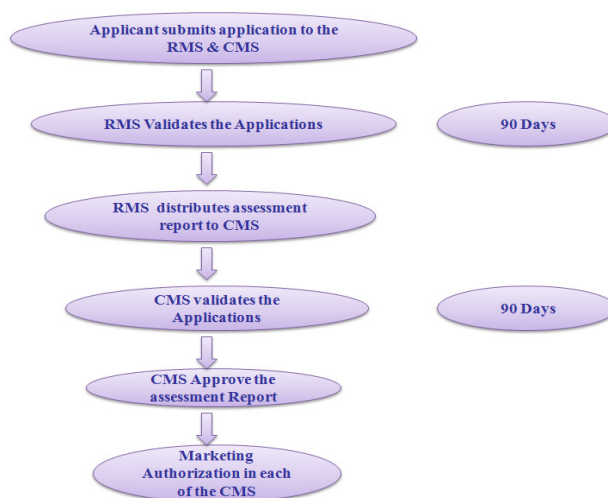 Applicant submits application to the
RMS & CMS
RMS Validates the Applications
90 Days
RMS distributes assessment
report to CMS
CMS validates the
Applications
90 Days
CMS Approve the
assessment Report
Marketing
Authorization in each
of the CMS